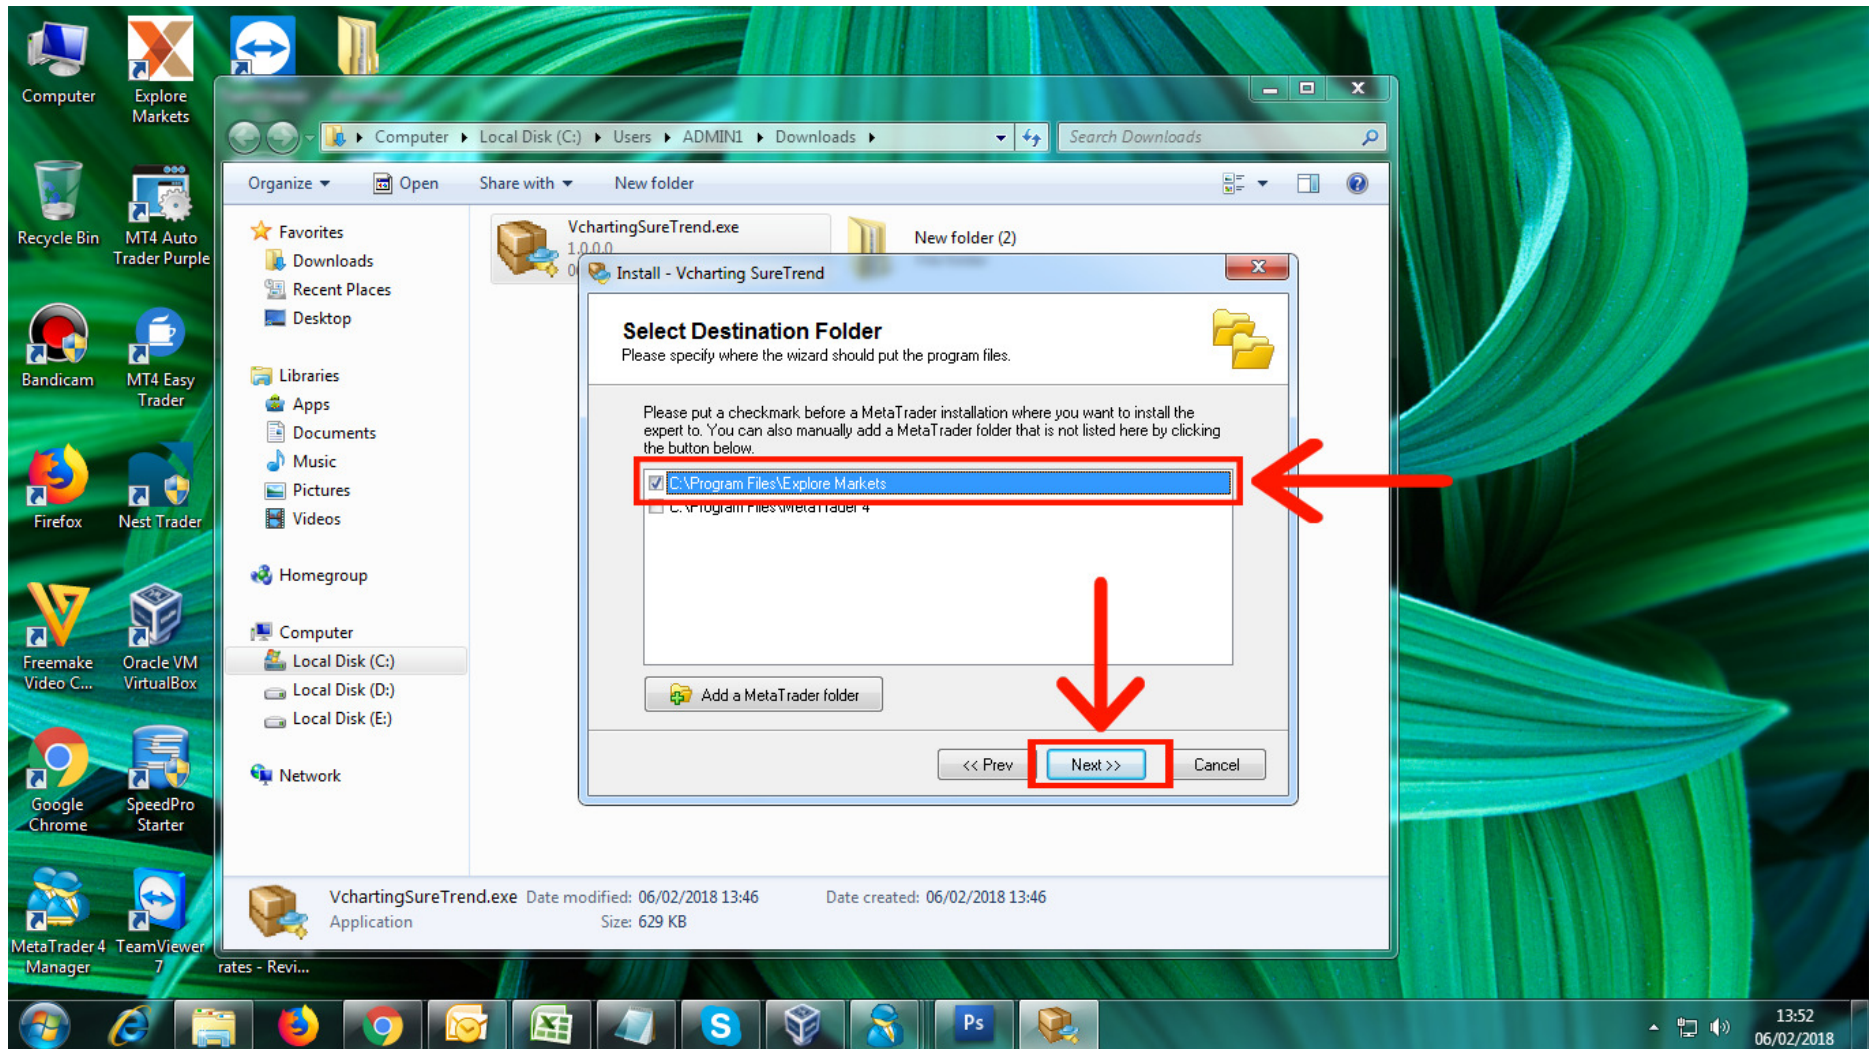 Computer
Explore
Markets
Computer
Local Disk (C:)
Users
ADMIN1
Downloads
Search Downloads
Organize
Open
Share with
New folder
Recycle Bin
MT4 Auto
Trader Purple
Favorites
Downloads
Recent Places
Desktop
Libraries
Apps
Documents
Music
Pictures
Videos
Homegroup
Computer
Local Disk (C:)
Local Disk (D:)
Local Disk (E:)
Network
VchartingSureTrend.exe
1.0.0.0
New folder (2)
Install - Vcharting SureTrend
Select Destination Folder
Please specify where the wizard should put the program files.
Please put a checkmark before a MetaTrader installation where you want to install the
expert to. You can also manually add a MetaTrader folder that is not listed here by clicking
the button below.
C:\Program Files\Explore Markets
C:\Program Files\MetaTrader 4
Add a MetaTrader folder
<< Prev
Next >>
Cancel
Bandicam
MT4 Easy
Trader
Firefox
Nest Trader
Freemake
Video C...
Oracle VM
VirtualBox
Google
Chrome
SpeedPro
Starter
MetaTrader 4
Manager
TeamViewer
7
rates - Revi...
VchartingSureTrend.exe Date modified: 06/02/2018 13:46 Date created: 06/02/2018 13:46
Application Size: 629 KB
Ps
13:52
06/02/2018